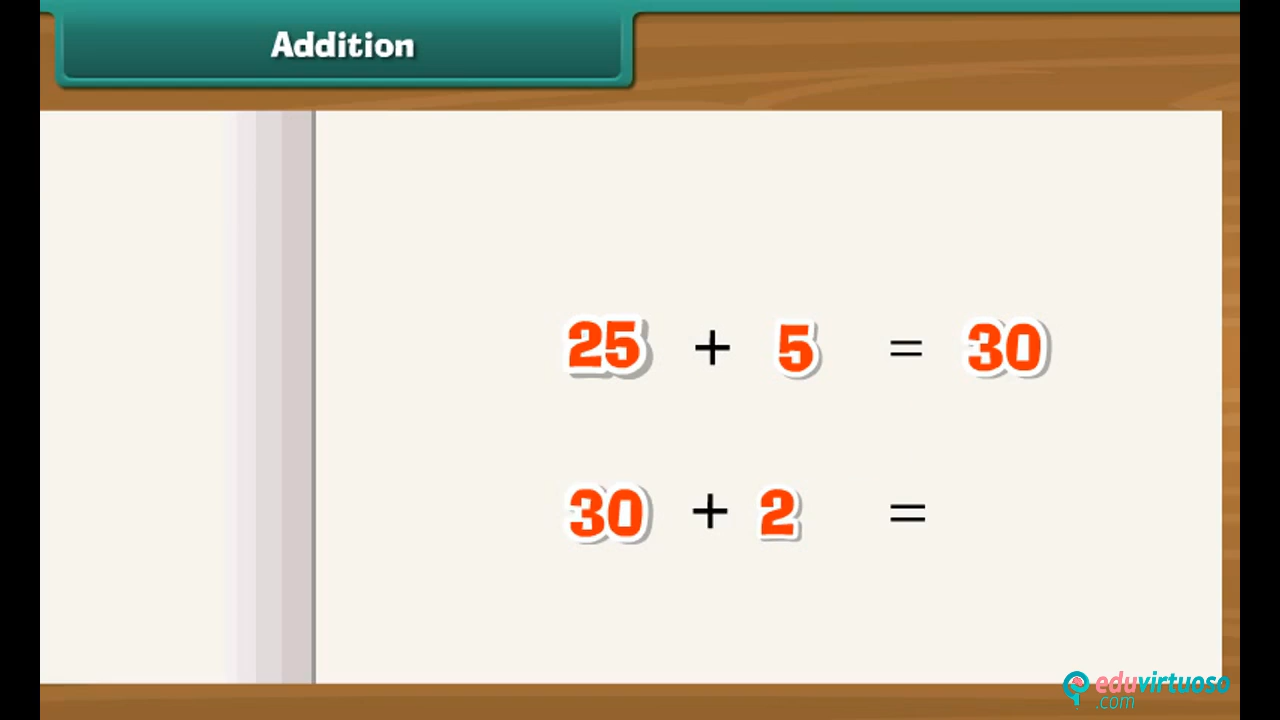 Addition
25 + 5 = 30
30 + 2 =
eduvirtuoso
.com